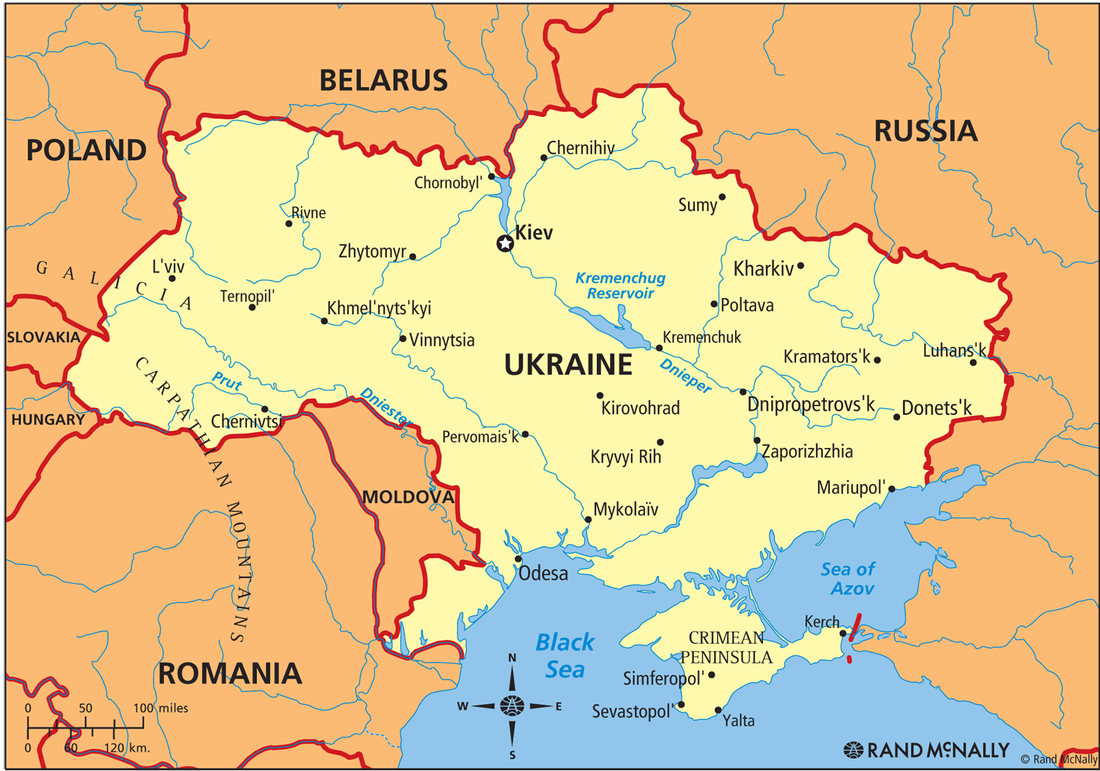 BELARUS
POLAND
RUSSIA
Chernihiv
Chornobyl'
Sumy
Rivne
Kiev
Zhytomyr
L'viv
GALICIA
Kharkiv
Kremenchug
Reservoir
Ternopil'
Khmel'nyts'kyi
Poltava
SLOVAKIA
Vinnytsia
Kremenchuk
Luhans'k
UKRAINE
Kramators'k
CARPATHIAN MOUNTAINS
Prut
Dnieper
Dniester
HUNGARY
Chernivtsi
Kirovohrad
Dnipropetrovs'k
Donets'k
Pervomais'k
Kryvyi Rih
Zaporizhzhia
MOLDOVA
Mariupol'
Mykolaïv
Odesa
Sea of
Azov
Kerch
Black
Sea
CRIMEAN
PENINSULA
ROMANIA
Simferopol'
Sevastopol'
Yalta
N
W
E
S
0 50 100 miles
0 60 120 km.
RAND McNALLY
© Rand McNally